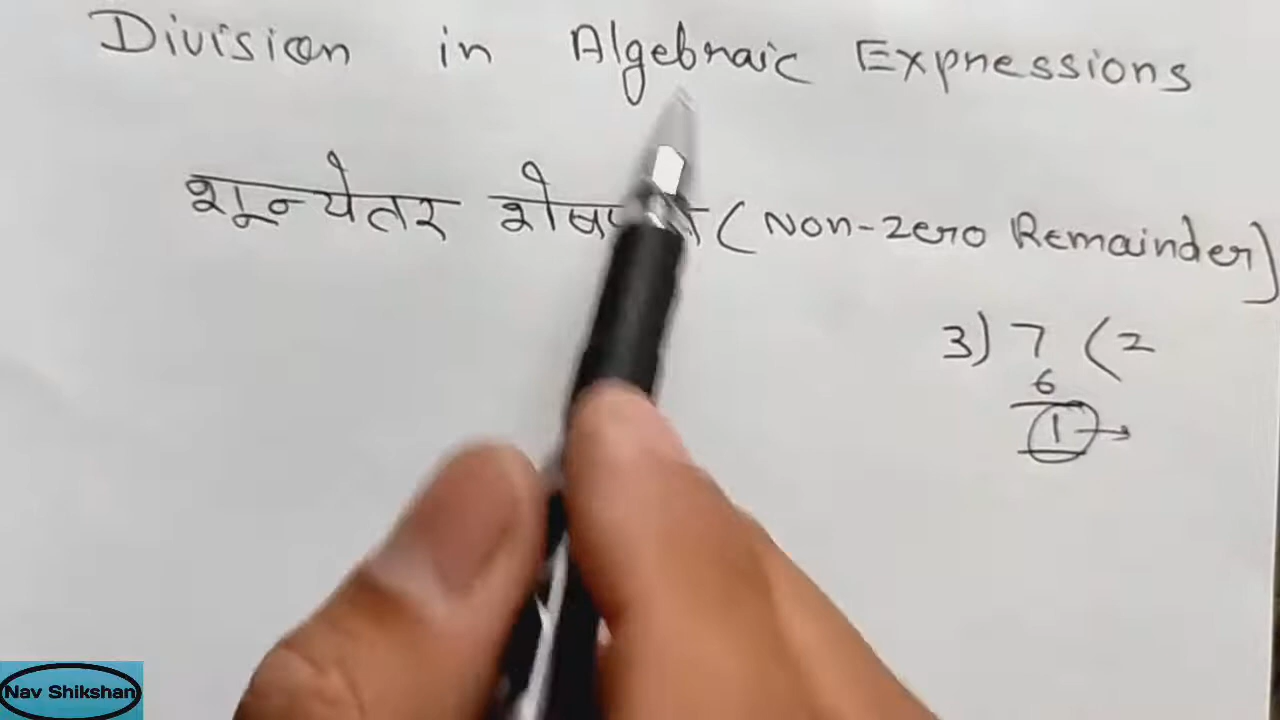 Division in Algebraic Expressions
शून्येतर (Non-zero Remainder)
3) 7 (2
6
1
Nav Shikshan